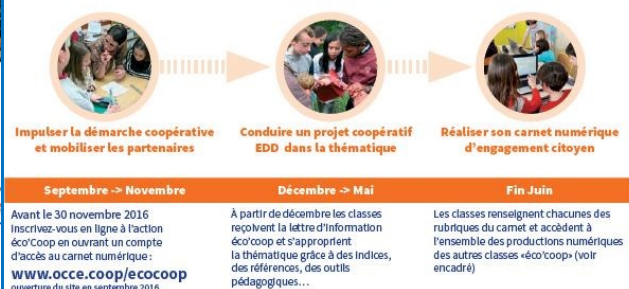 Impulser la démarche coopérative
et mobiliser les partenaires
Conduire un projet coopératif
EDD dans la thématique
Réaliser son carnet numérique
d'engagement citoyen
Septembre -> Novembre
Décembre -> Mai
Fin Juin
Avant le 30 novembre 2016
inscrivez-vous en ligne à l'action
éco'Coop en ouvrant un compte
d'accès au carnet numérique :
www.occe.coop/ecocoop
ouverture du site en septembre 2016
À partir de décembre les classes
reçoivent la lettre d'information
éco'coop et s'approprient
la thématique grâce à des indices,
des références, des outils
pédagogiques...
Les classes renseignent chacunes des
rubriques du carnet et accèdent à
l'ensemble des productions numériques
des autres classes «éco'coop» (voir
encadré)